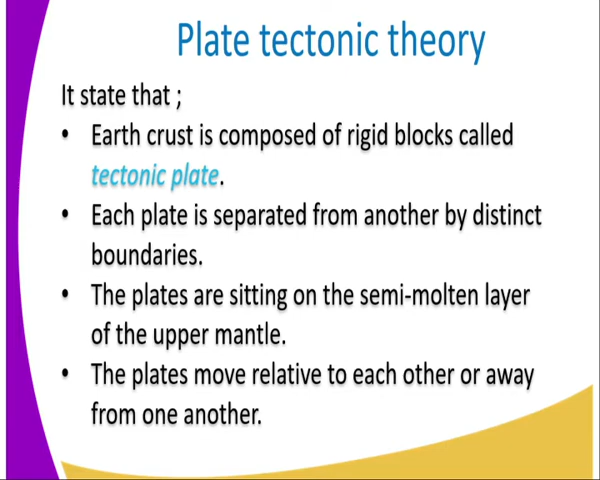 Plate tectonic theory
It state that ;
• Earth crust is composed of rigid blocks called
tectonic plate.
• Each plate is separated from another by distinct
boundaries.
• The plates are sitting on the semi-molten layer
of the upper mantle.
• The plates move relative to each other or away
from one another.